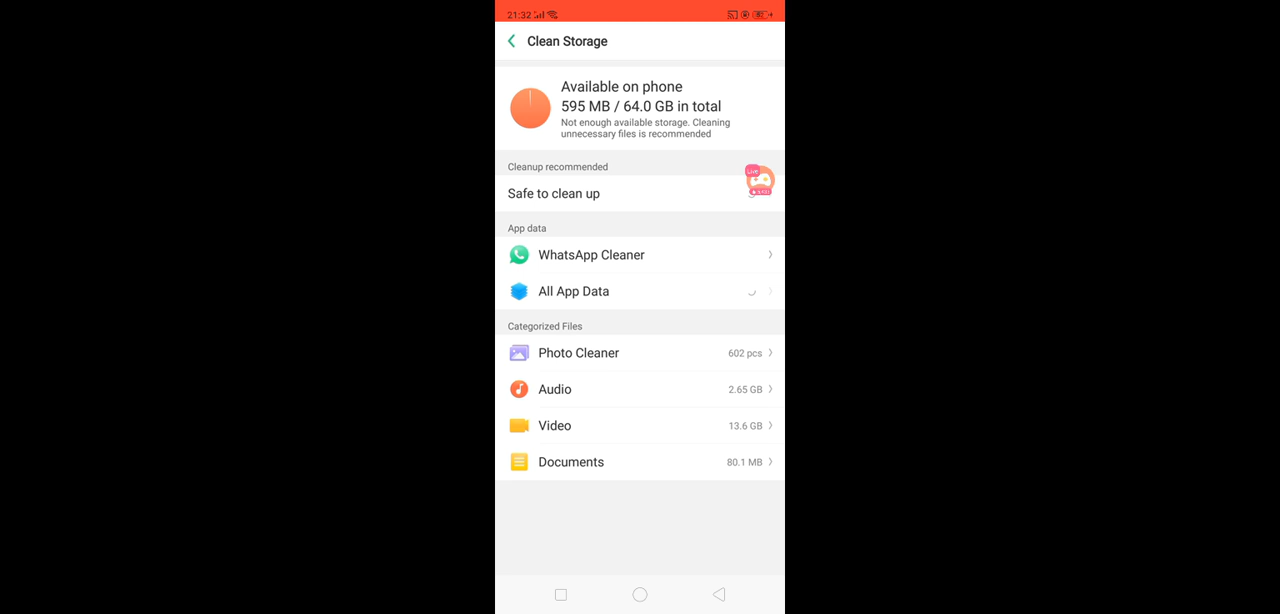 21:32
Clean Storage
Available on phone
595 MB / 64.0 GB in total
Not enough available storage. Cleaning
unnecessary files is recommended
Cleanup recommended
Live
Safe to clean up
App data
WhatsApp Cleaner
All App Data
Categorized Files
Photo Cleaner 602 pcs
Audio 2.65 GB
Video 13.6 GB
Documents 80.1 MB